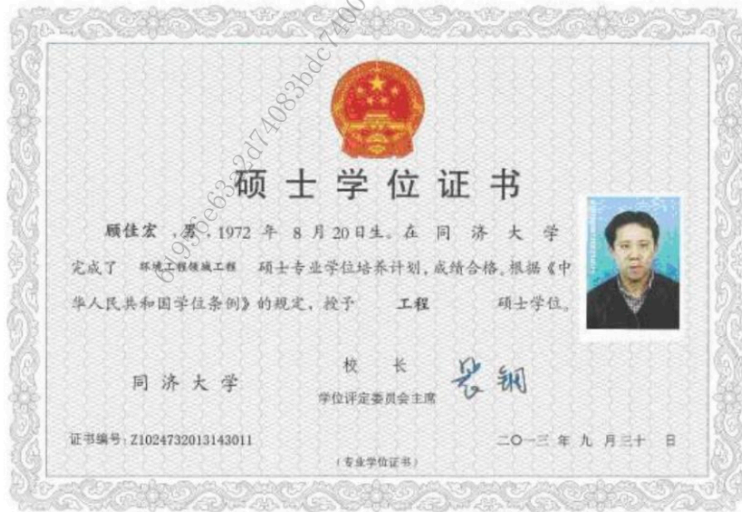 硕士学位证书
顾佳宏，男，1972 年 8 月 20日生。在 同 济 大 学
完成了 环境工程领域工程 硕士专业学位培养计划，成绩合格。根据《中
华人民共和国学位条例》的规定，授予 工程 硕士学位。
校 长
同 济 大 学
学位评定委员会主席
证书编号：Z1024732013143011
二〇一三 年 九 月三十 日
（专业学位证书）